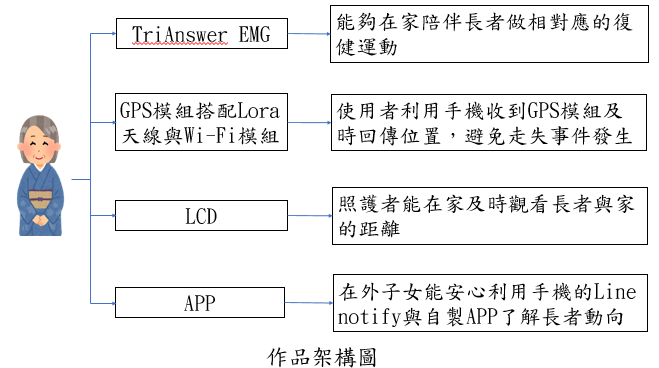 TriAnswer EMG
能夠在家陪伴長者做相對應的復
健運動
GPS模組搭配Lora
天線與Wi-Fi模組
使用者利用手機收到GPS模組及
時回傳位置，避免走失事件發生
LCD
照護者能在家及時觀看長者與家
的距離
APP
在外子女能安心利用手機的Line
notify與自製APP了解長者動向
作品架構圖